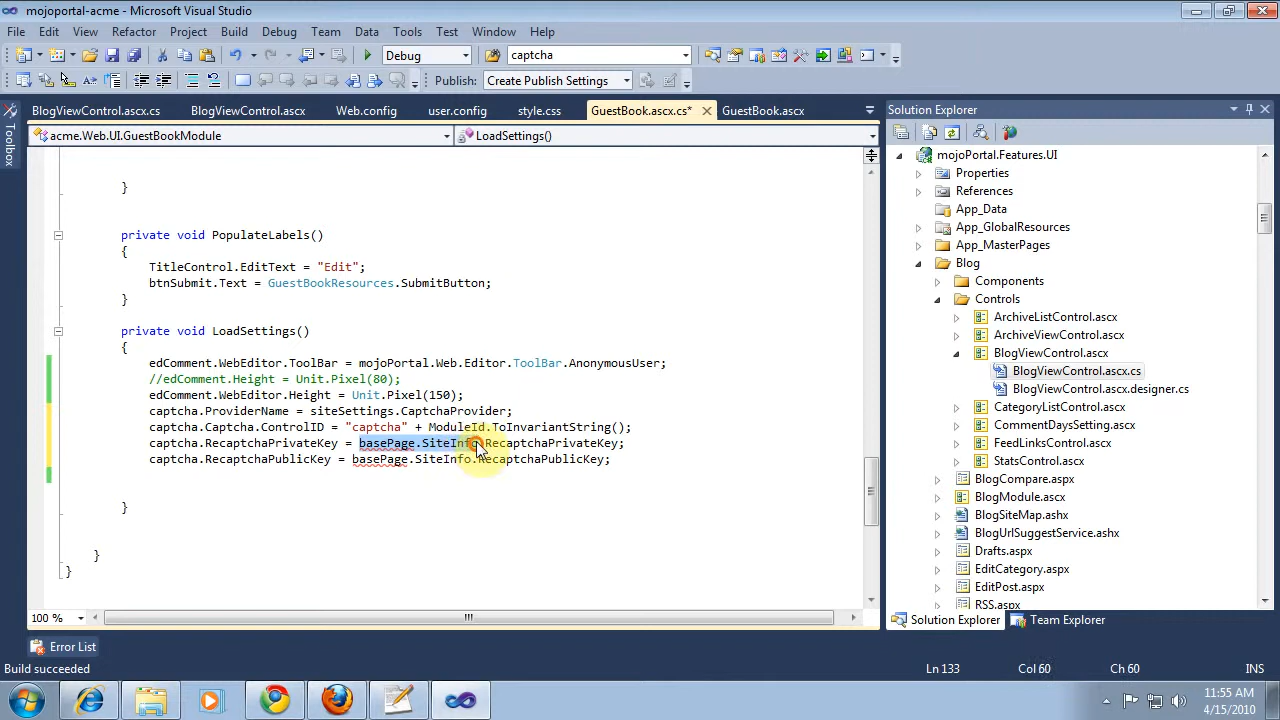 mojoportal-acme - Microsoft Visual Studio
File Edit View Refactor Project Build Debug Team Data Tools Test Window Help
Debug captcha
Publish: Create Publish Settings
BlogViewControl.ascx.cs BlogViewControl.ascx Web.config user.config style.css GuestBook.ascx.cs* GuestBook.ascx
acme.Web.UI.GuestBookModule LoadSettings()
Toolbox
}
private void PopulateLabels()
{
TitleControl.EditText = "Edit";
btnSubmit.Text = GuestBookResources.SubmitButton;
}
private void LoadSettings()
{
edComment.WebEditor.ToolBar = mojoPortal.Web.Editor.ToolBar.AnonymousUser;
//edComment.Height = Unit.Pixel(80);
edComment.WebEditor.Height = Unit.Pixel(150);
captcha.ProviderName = siteSettings.CaptchaProvider;
captcha.Captcha.ControlID = "captcha" + ModuleId.ToInvariantString();
captcha.RecaptchaPrivateKey = basePage.SiteInfo.RecaptchaPrivateKey;
captcha.RecaptchaPublicKey = basePage.SiteInfo.RecaptchaPublicKey;
}
}
}
100 %
Solution Explorer
mojoPortal.Features.UI
Properties
References
App_Data
App_GlobalResources
App_MasterPages
Blog
Components
Controls
ArchiveListControl.ascx
ArchiveViewControl.ascx
BlogViewControl.ascx
BlogViewControl.ascx.cs
BlogViewControl.ascx.designer.cs
CategoryListControl.ascx
CommentDaysSetting.ascx
FeedLinksControl.ascx
StatsControl.ascx
BlogCompare.aspx
BlogModule.ascx
BlogSiteMap.ashx
BlogUrlSuggestService.ashx
Drafts.aspx
EditCategory.aspx
EditPost.aspx
RSS.aspx
Solution Explorer Team Explorer
Error List
Build succeeded Ln 133 Col 60 Ch 60 INS
11:55 AM
4/15/2010